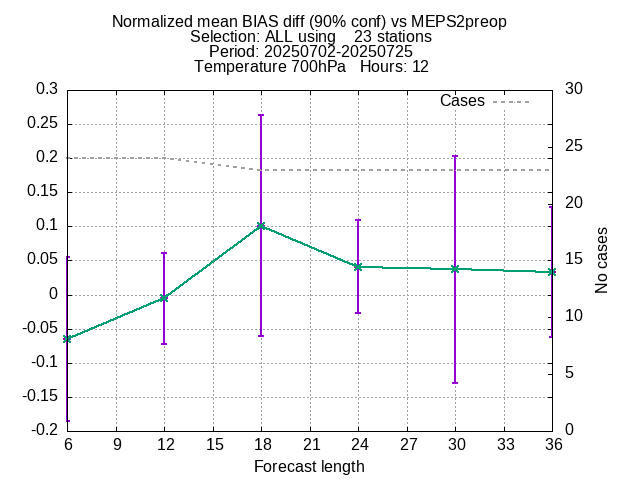 Normalized mean BIAS diff (90% conf) vs MEPS2preop
Selection: ALL using    23 stations
Period: 20250702-20250725
Temperature 700hPa   Hours: 12
Cases
0.3
0.25
0.2
0.15
0.1
0.05
0
-0.05
-0.1
-0.15
-0.2
30
25
20
15
10
5
0
No cases
6 9 12 15 18 21 24 27 30 33 36
Forecast length